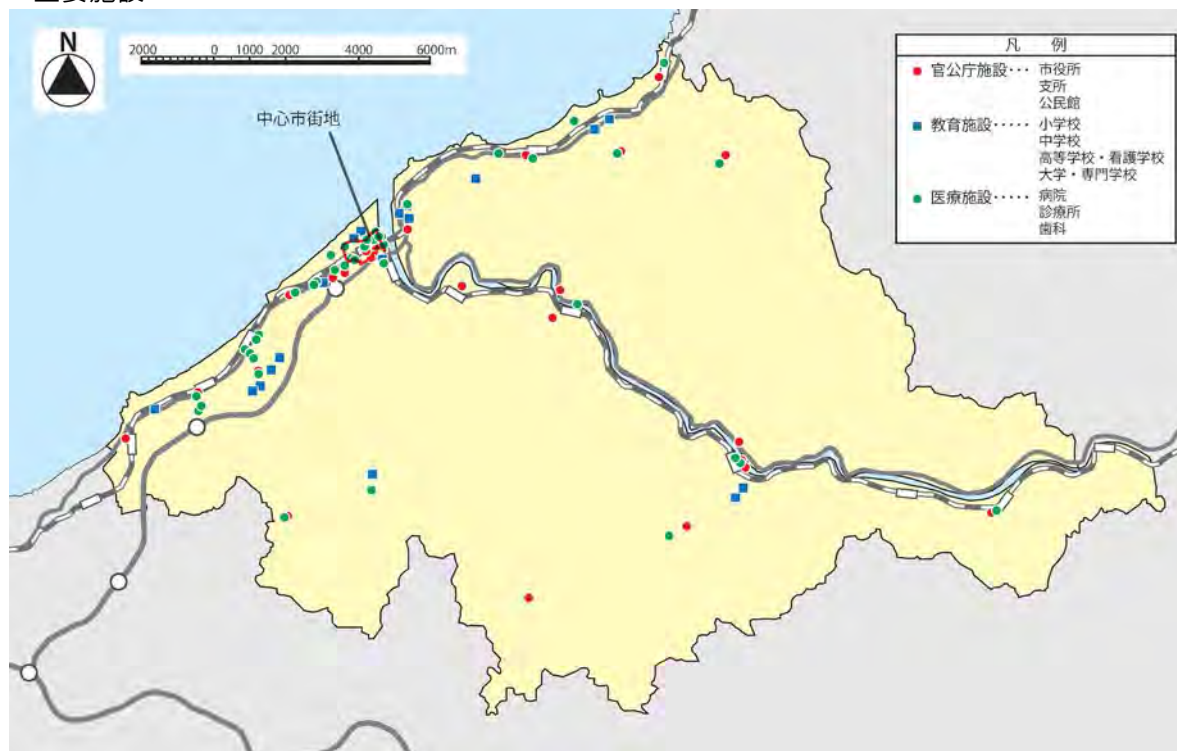 主要施設
N
2000 0 1000 2000 4000 6000m
中心市街地
凡 例
官公庁施設･･･ 市役所
支所
公民館
教育施設･････ 小学校
中学校
高等学校・看護学校
大学・専門学校
医療施設･････ 病院
診療所
歯科